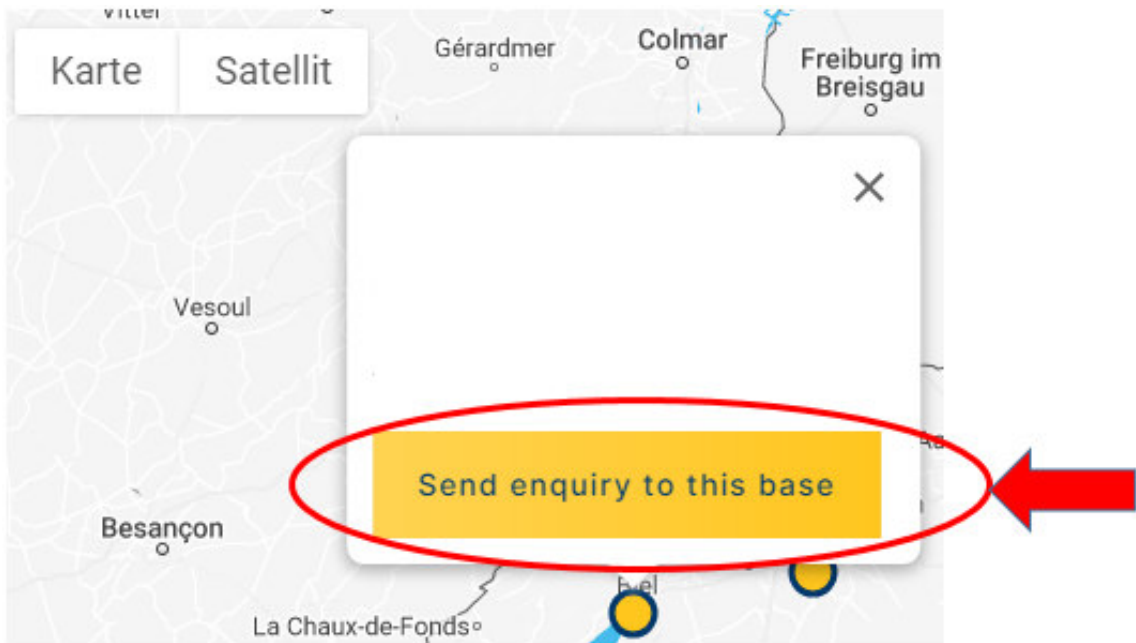 Vittel
Karte
Satellit
Gérardmer
Colmar
Freiburg im
Breisgau
Vesoul
Send enquiry to this base
Besançon
La Chaux-de-Fonds